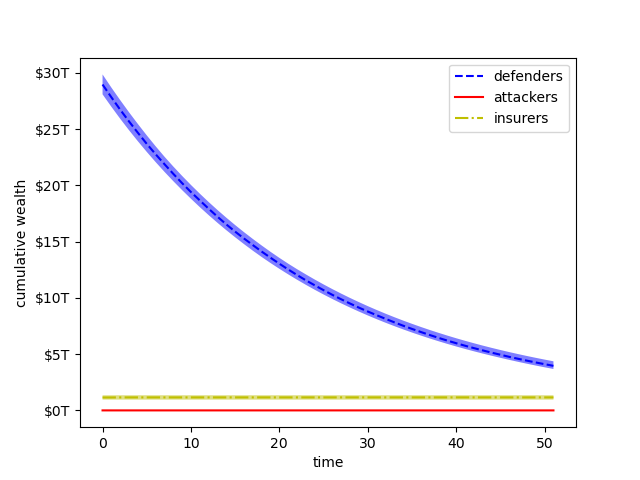 $30T
$25T
$20T
$15T
$10T
$5T
$0T
cumulative wealth
defenders
attackers
insurers
0 10 20 30 40 50
time